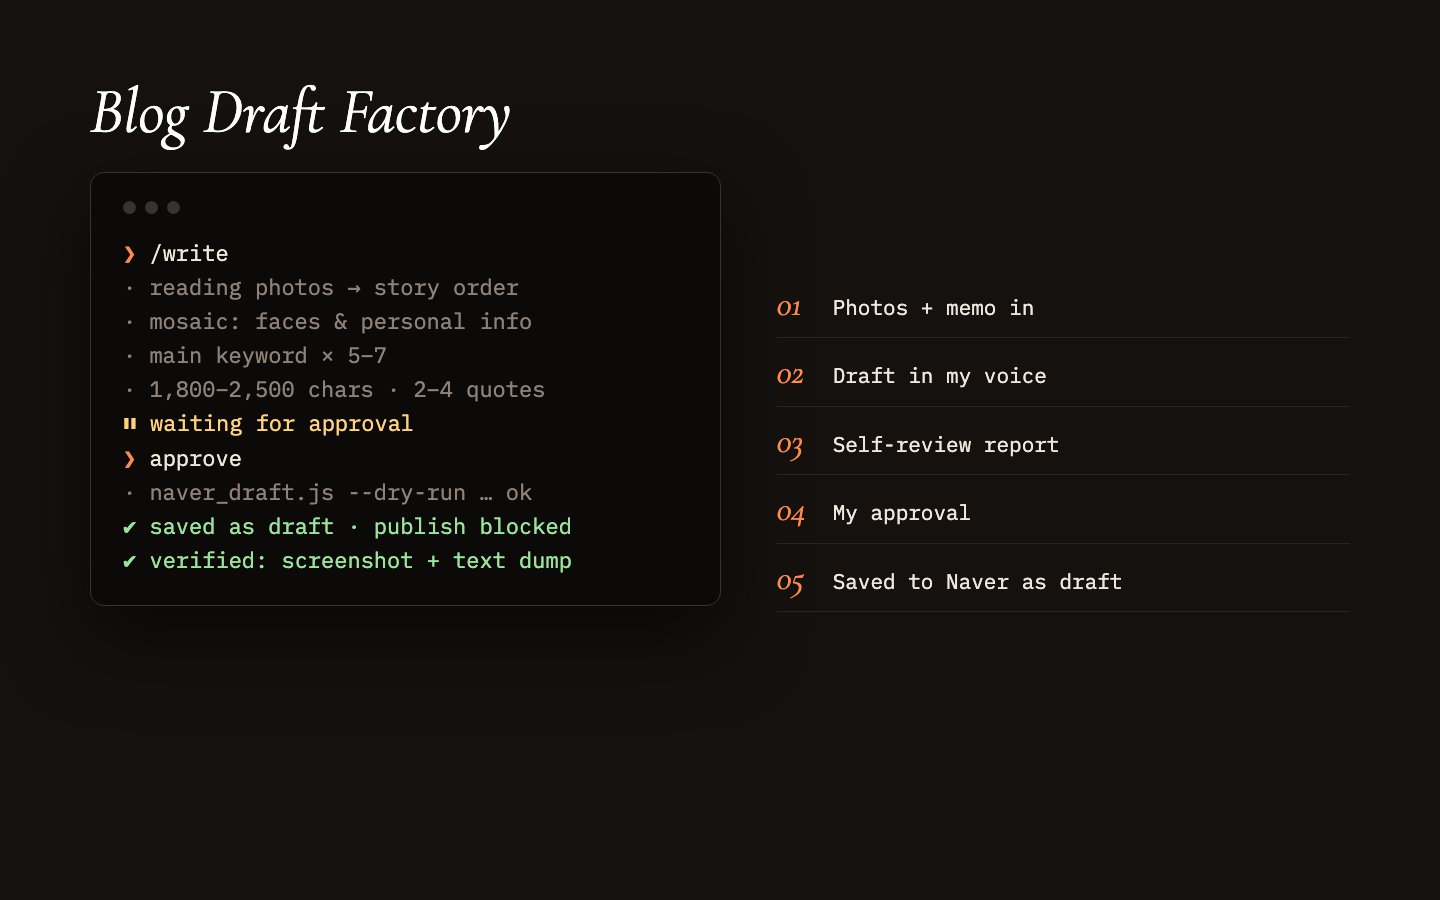 Blog Draft Factory
❯ /write
· reading photos → story order
· mosaic: faces & personal info
· main keyword × 5–7
· 1,800–2,500 chars · 2–4 quotes
⏸ waiting for approval
❯ approve
· naver_draft.js --dry-run … ok
✔ saved as draft · publish blocked
✔ verified: screenshot + text dump
01 Photos + memo in
02 Draft in my voice
03 Self-review report
04 My approval
05 Saved to Naver as draft